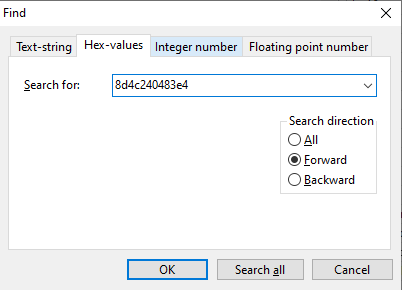 Find
Text-string Hex-values Integer number Floating point number
Search for: 8d4c240483e4
Search direction
All
Forward
Backward
OK Search all Cancel